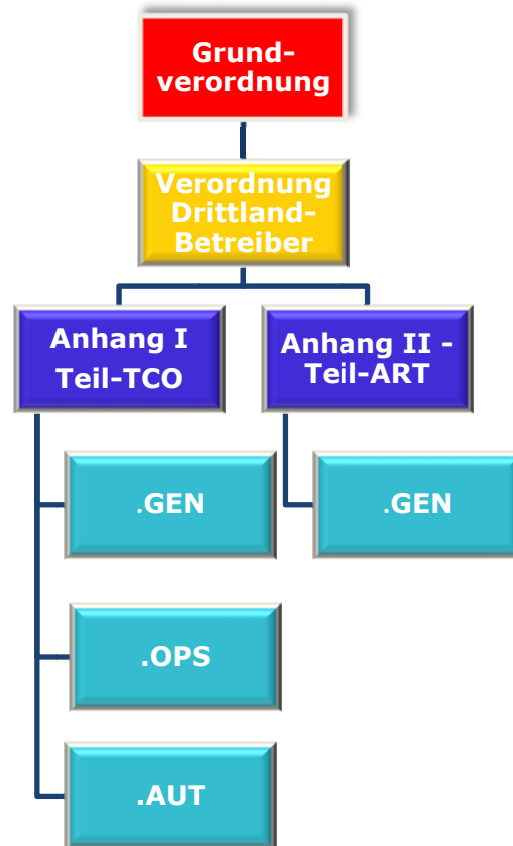 Grund-
verordnung
Verordnung
Drittland-
Betreiber
Anhang I
Teil-TCO
Anhang II -
Teil-ART
.GEN
.GEN
.OPS
.AUT